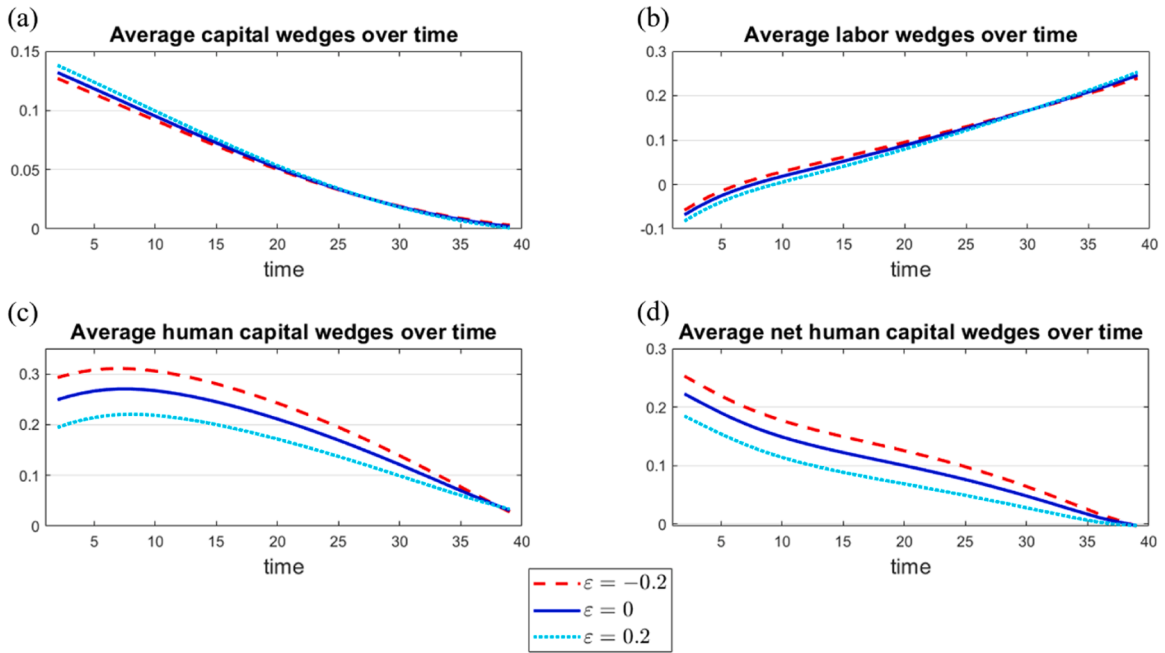 (a)
Average capital wedges over time
0.15
0.1
0.05
0
5 10 15 20 25 30 35 40
time
(b)
Average labor wedges over time
0.3
0.2
0.1
0
-0.1
5 10 15 20 25 30 35 40
time
(c)
Average human capital wedges over time
0.3
0.2
0.1
0
5 10 15 20 25 30 35 40
time
(d)
Average net human capital wedges over time
0.3
0.2
0.1
0
5 10 15 20 25 30 35 40
time
ε = −0.2
ε = 0
ε = 0.2